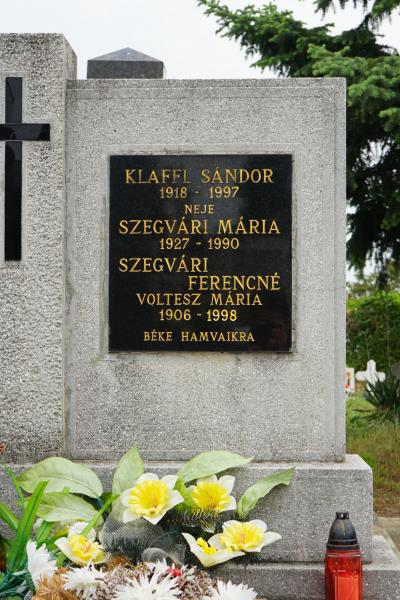 KLAFFL SÁNDOR
1918 - 1997
NEJE
SZEGVÁRI MÁRIA
1927 - 1990
SZEGVÁRI
FERENCNÉ
VOLTESZ MÁRIA
1906 - 1998
BÉKE HAMVAIKRA